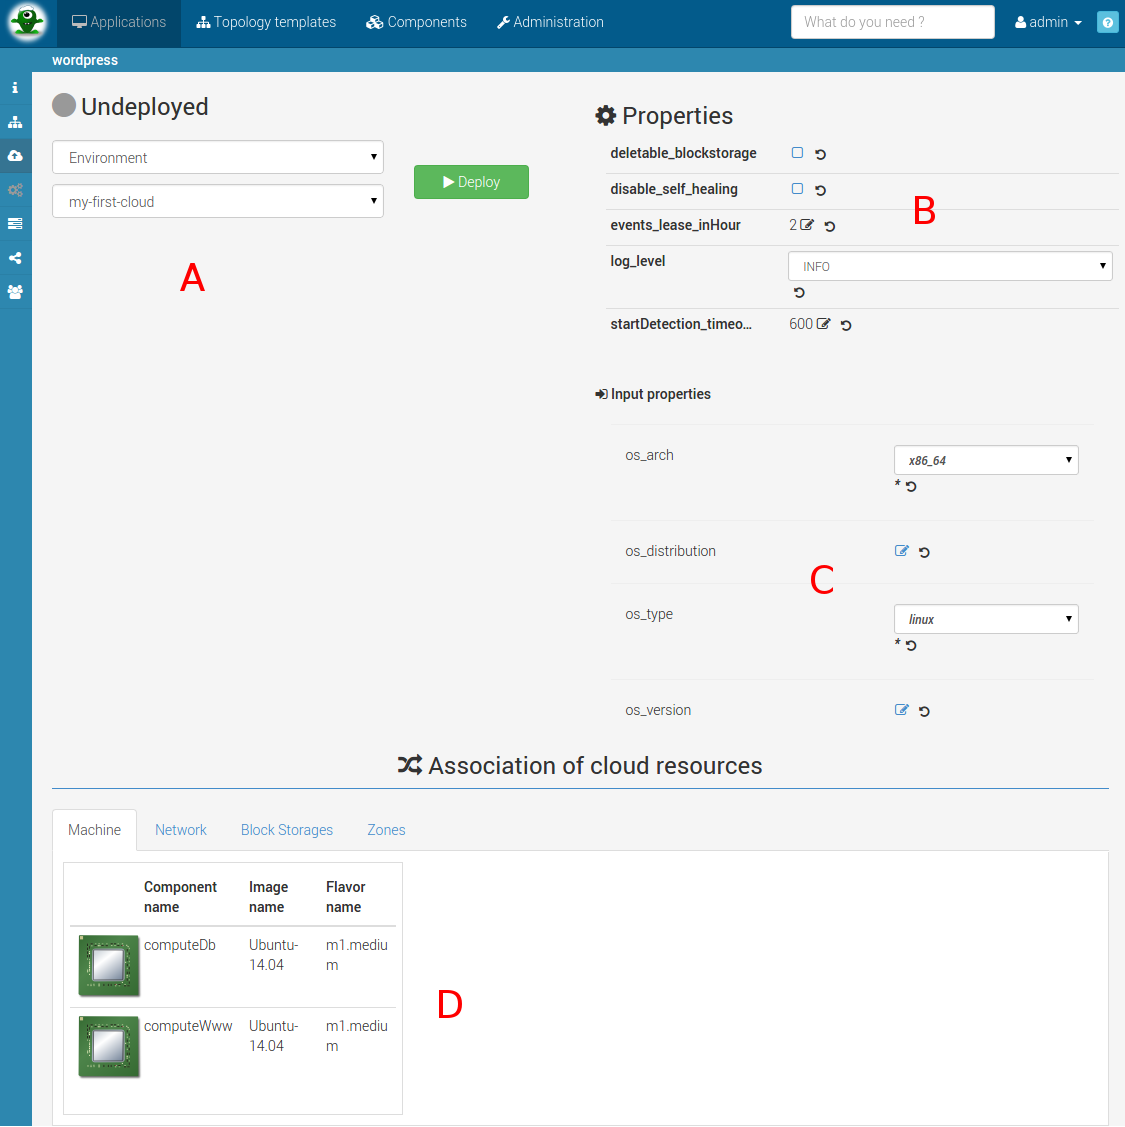 Applications Topology templates Components Administration What do you need ? admin
wordpress
Undeployed
Environment
my-first-cloud
Deploy
A
Properties
deletable_blockstorage
disable_self_healing
B
events_lease_inHour 2
log_level INFO
startDetection_timeo... 600
Input properties
os_arch x86_64
*
os_distribution
C
os_type linux
*
os_version
Association of cloud resources
Machine Network Block Storages Zones
Component Image Flavor
name name name
computeDb Ubuntu- m1.mediu
14.04 m
D
computeWww Ubuntu- m1.mediu
14.04 m